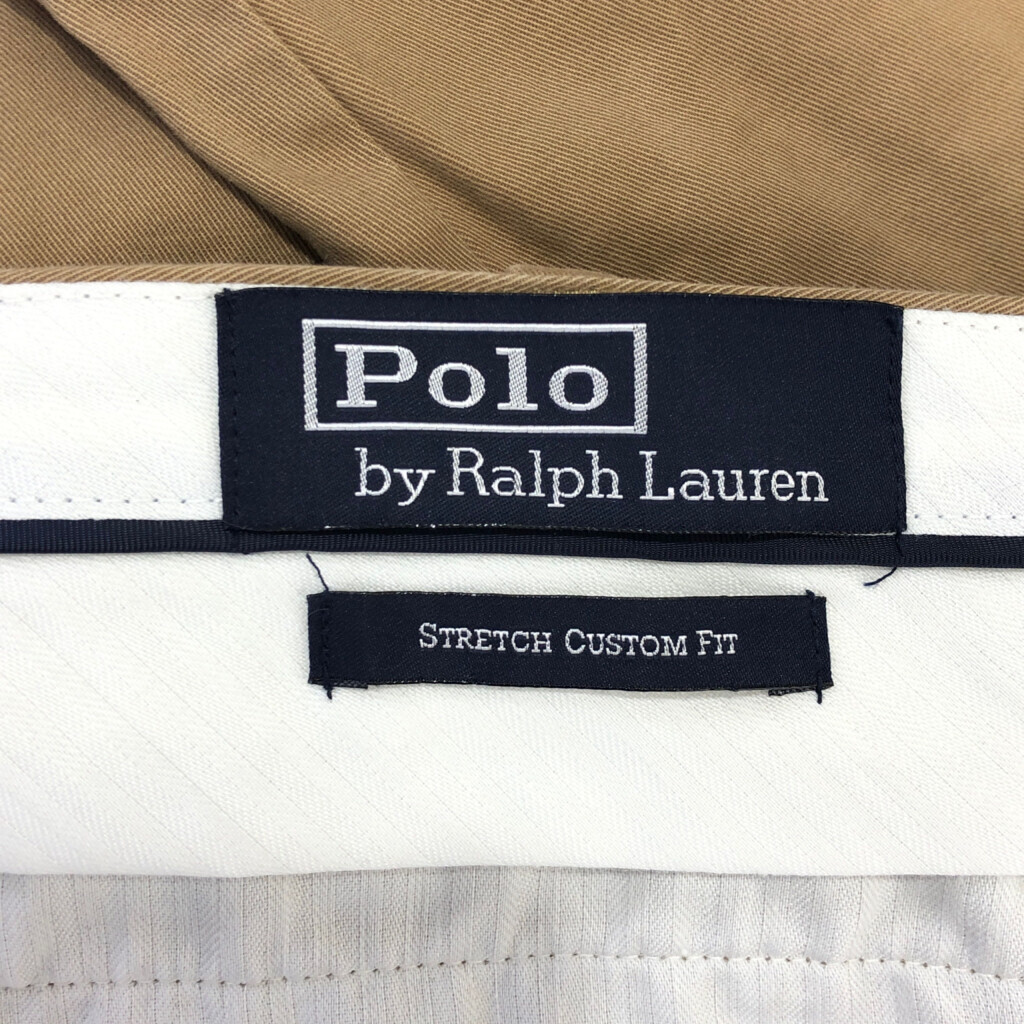 Polo
by Ralph Lauren
STRETCH CUSTOM FIT